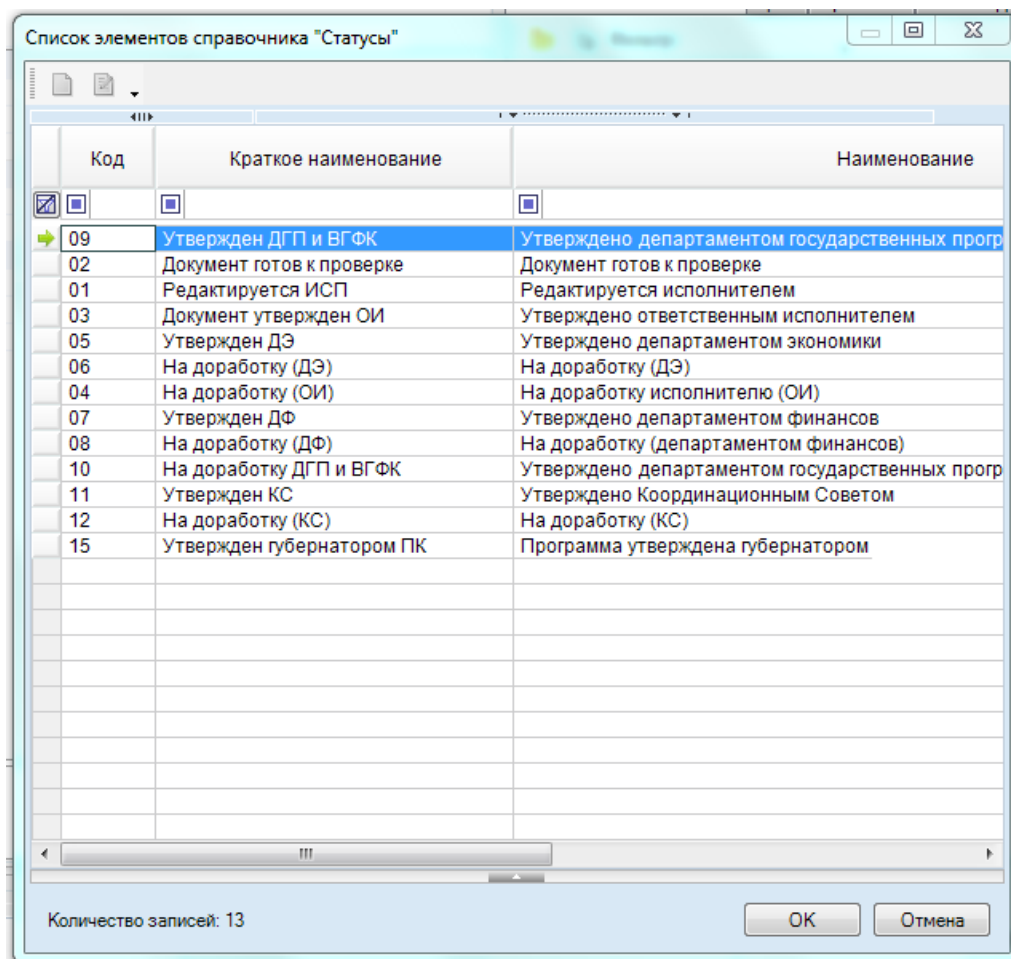 Список элементов справочника "Статусы"
Код Краткое наименование Наименование
09 Утвержден ДГП и ВГФК Утверждено департаментом государственных прогр
02 Документ готов к проверке Документ готов к проверке
01 Редактируется ИСП Редактируется исполнителем
03 Документ утвержден ОИ Утверждено ответственным исполнителем
05 Утвержден ДЭ Утверждено департаментом экономики
06 На доработку (ДЭ) На доработку (ДЭ)
04 На доработку (ОИ) На доработку исполнителю (ОИ)
07 Утвержден ДФ Утверждено департаментом финансов
08 На доработку (ДФ) На доработку (департаментом финансов)
10 На доработку ДГП и ВГФК Утверждено департаментом государственных прогр
11 Утвержден КС Утверждено Координационным Советом
12 На доработку (КС) На доработку (КС)
15 Утвержден губернатором ПК Программа утверждена губернатором
Количество записей: 13 OK Отмена